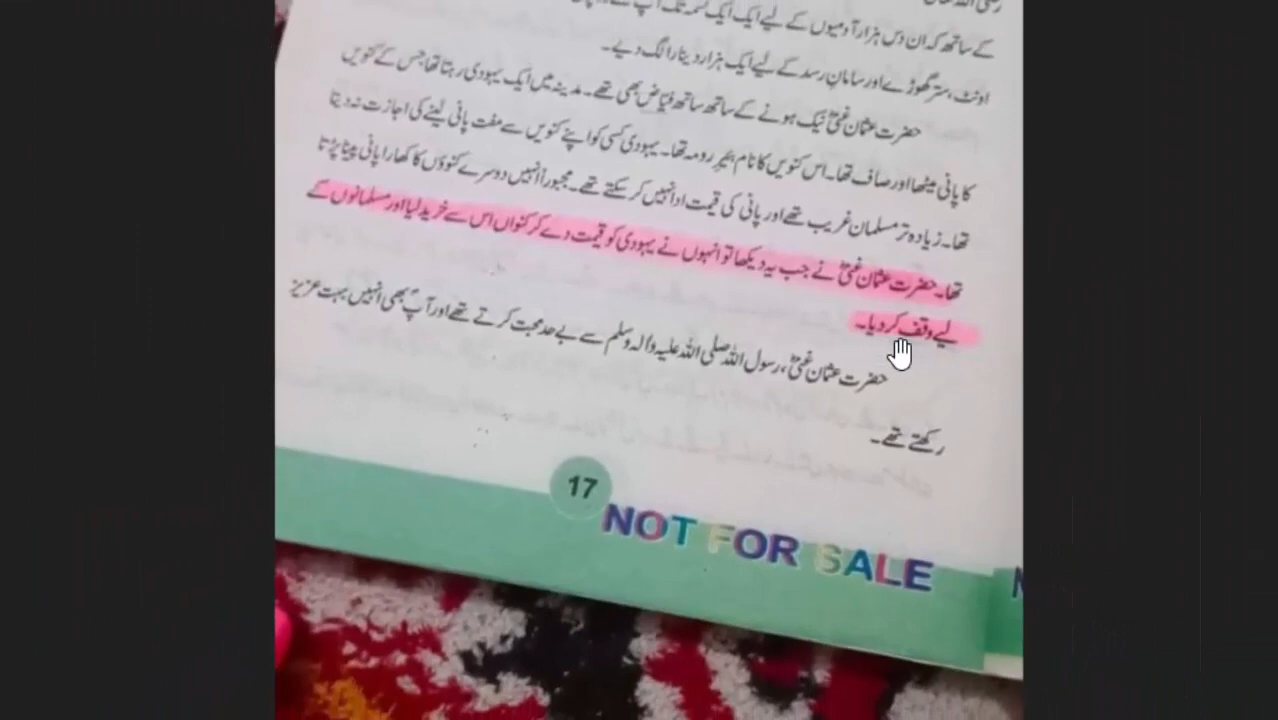 کے ساتھ کہ ان دس ہزار آدمیوں کے لیے ایک ایک تسمہ تک آپ کے
اونٹ، ستر گھوڑے اور سامانِ رسد کے لیے ایک ہزار دینار الگ دیے۔
حضرت عثمان غنیؓ نیک ہونے کے ساتھ ساتھ فیاض بھی تھے۔ مدینہ میں ایک یہودی رہتا تھا جس کے کنویں
کا پانی میٹھا اور صاف تھا۔ اس کنویں کا نام بئیرِ رومہ تھا۔ یہودی کسی کو اپنے کنویں سے مفت پانی لینے کی اجازت نہ دیتا
تھا۔ زیادہ تر مسلمان غریب تھے اور پانی کی قیمت ادا نہیں کر سکتے تھے۔ مجبوراً انہیں دوسرے کنوؤں کا کھارا پانی پینا پڑتا
تھا۔ حضرت عثمان غنیؓ نے جب یہ دیکھا تو انہوں نے یہودی کو قیمت دے کر کنواں اس سے خرید لیا اور مسلمانوں کے
لیے وقف کر دیا۔
حضرت عثمان غنیؓ، رسول اللہ صلی اللہ علیہ وآلہ وسلم سے بے حد محبت کرتے تھے اور آپؐ بھی انہیں بہت عزیز
رکھتے تھے۔
17
NOT FOR SALE